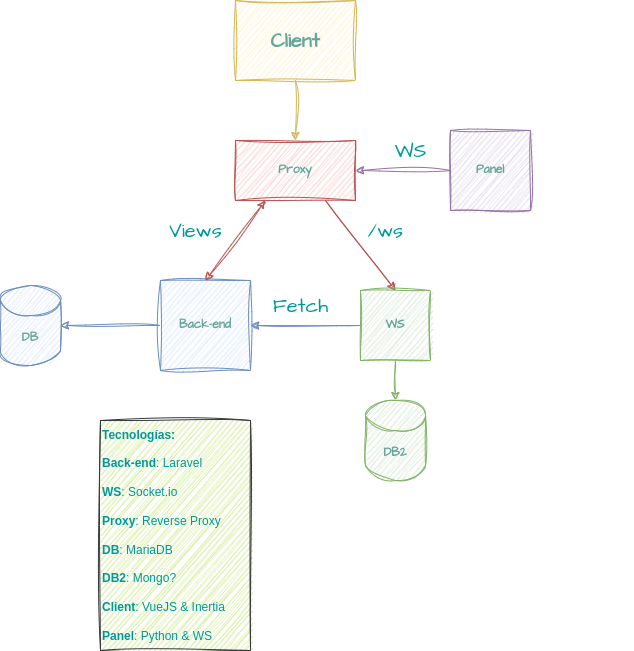 Client
WS
Proxy
Panel
Views
/ws
Fetch
DB
Back-end
WS
DB2
Tecnologías:
Back-end: Laravel
WS: Socket.io
Proxy: Reverse Proxy
DB: MariaDB
DB2: Mongo?
Client: VueJS & Inertia
Panel: Python & WS